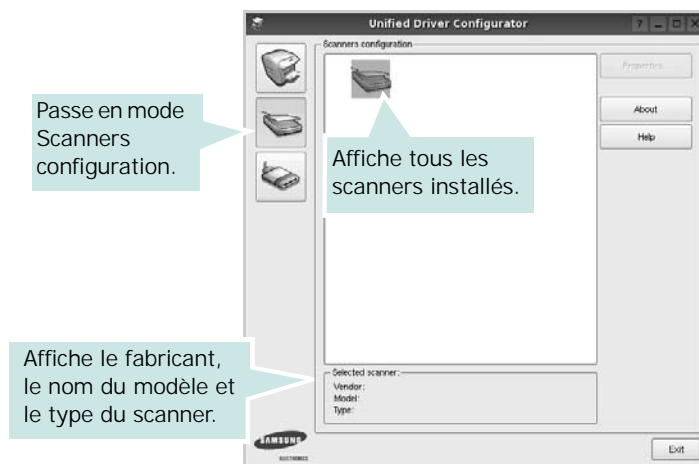 Unified Driver Configurator
Scanners configuration
Properties...
About
Help
Passe en mode
Scanners
configuration.
Affiche tous les
scanners installés.
Affiche le fabricant,
le nom du modèle et
le type du scanner.
Selected scanner:
Vendor:
Model:
Type:
SAMSUNG
ELECTRONICS
Exit